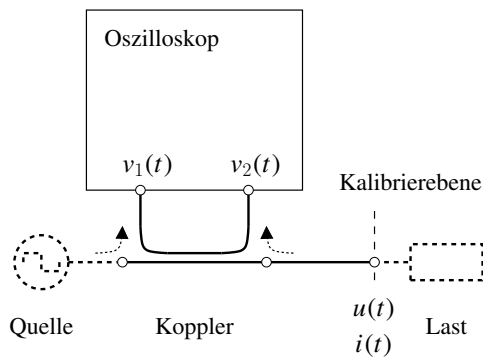 Oszilloskop
v₁(t) v₂(t)
Kalibrierebene
Quelle Koppler u(t) Last
i(t)